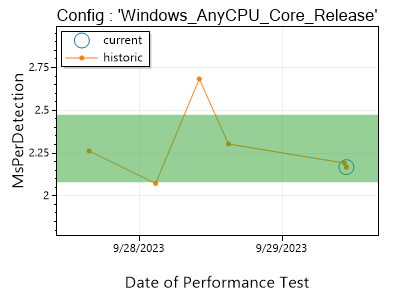 Config : 'Windows_AnyCPU_Core_Release'
current
historic
2.75
2.5
2.25
2
MsPerDetection
9/28/2023
9/29/2023
Date of Performance Test